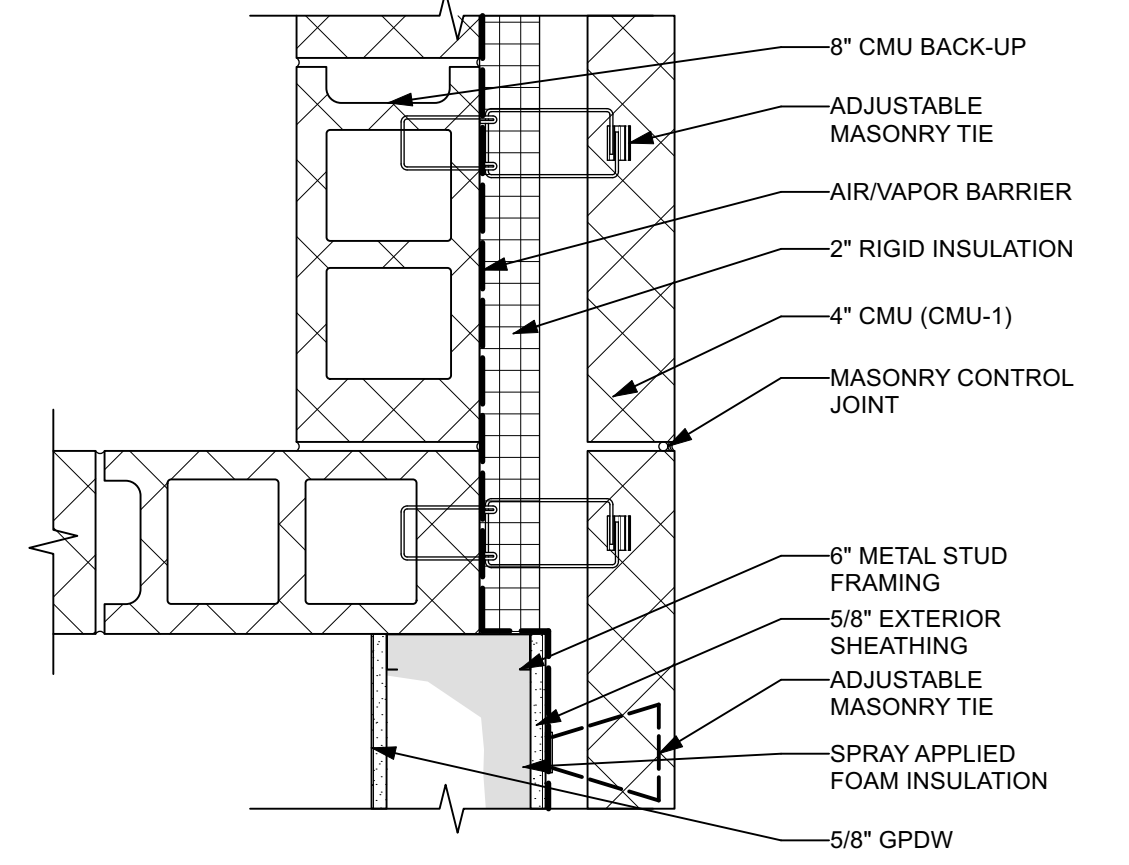 8" CMU BACK-UP
ADJUSTABLE
MASONRY TIE
AIR/VAPOR BARRIER
2" RIGID INSULATION
4" CMU (CMU-1)
MASONRY CONTROL
JOINT
6" METAL STUD
FRAMING
5/8" EXTERIOR
SHEATHING
ADJUSTABLE
MASONRY TIE
SPRAY APPLIED
FOAM INSULATION
5/8" GPDW